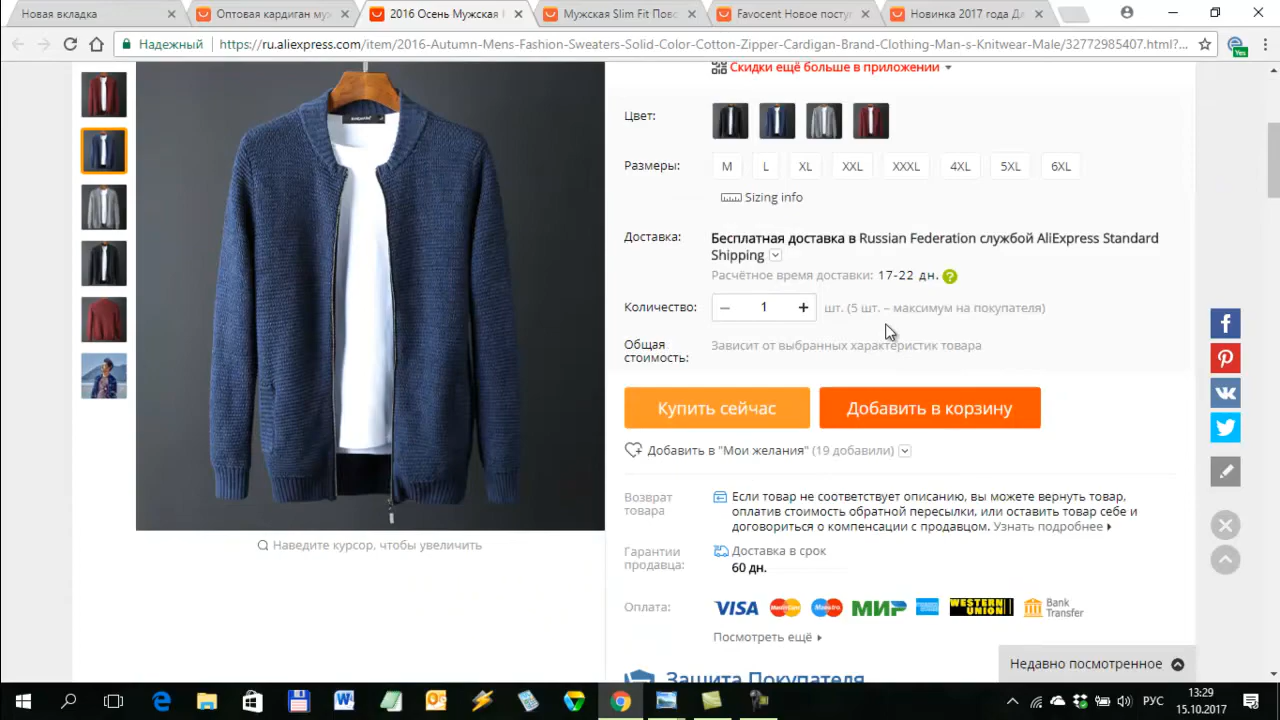 Новая вкладка
Оптовая кардиган му
2016 Осень Мужская
Мужская Slim Fit Повс
Favocent Новое посту
Новинка 2017 года Де
Надежный
https://ru.aliexpress.com/item/2016-Autumn-Mens-Fashion-Sweaters-Solid-Color-Cotton-Zipper-Cardigan-Brand-Clothing-Man-s-Knitwear-Male/32772985407.html?...
Yes
Скидки ещё больше в приложении
Цвет:
Размеры:
M L XL XXL XXXL 4XL 5XL 6XL
Sizing info
Доставка:
Бесплатная доставка в Russian Federation службой AliExpress Standard
Shipping
Расчётное время доставки: 17-22 дн. ?
Количество:
− 1 + шт. (5 шт. – максимум на покупателя)
Общая
стоимость:
Зависит от выбранных характеристик товара
Купить сейчас
Добавить в корзину
Добавить в "Мои желания" (19 добавили)
Возврат
товара
Если товар не соответствует описанию, вы можете вернуть товар,
оплатив стоимость обратной пересылки, или оставить товар себе и
договориться о компенсации с продавцом. Узнать подробнее
Наведите курсор, чтобы увеличить
Гарантии
продавца:
Доставка в срок
60 дн.
Оплата:
VISA MasterCard Maestro МИР WESTERN UNION Bank Transfer
Посмотреть ещё
Недавно посмотренное
Защита Покупателя
РУС
13:29
15.10.2017